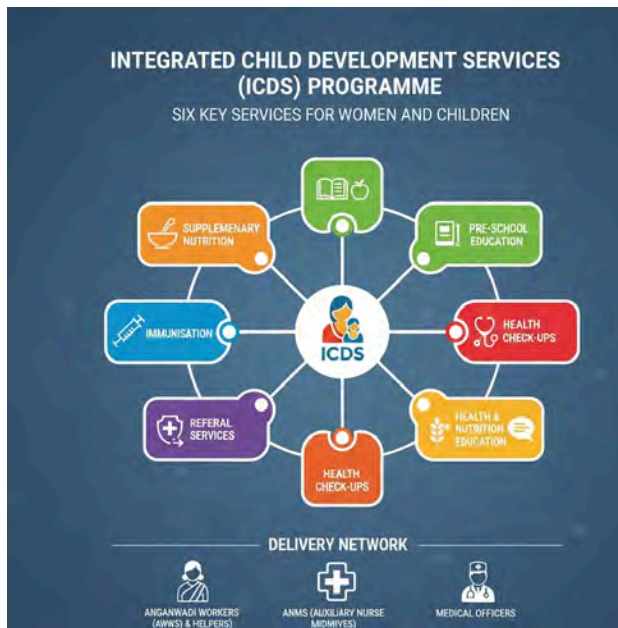 INTEGRATED CHILD DEVELOPMENT SERVICES
(ICDS) PROGRAMME
SIX KEY SERVICES FOR WOMEN AND CHILDREN
SUPPLEMENARY
NUTRITION
PRE-SCHOOL
EDUCATION
IMMUNISATION
ICDS
HEALTH
CHECK-UPS
REFERAL
SERVICES
HEALTH &
NUTRITION
EDUCATION
HEALTH
CHECK-UPS
DELIVERY NETWORK
ANGANWADI WORKERS
(AWWS) & HELPERS)
ANMS (AUXILIARY NURSE
MIDMIVES)
MEDICAL OFFICERS